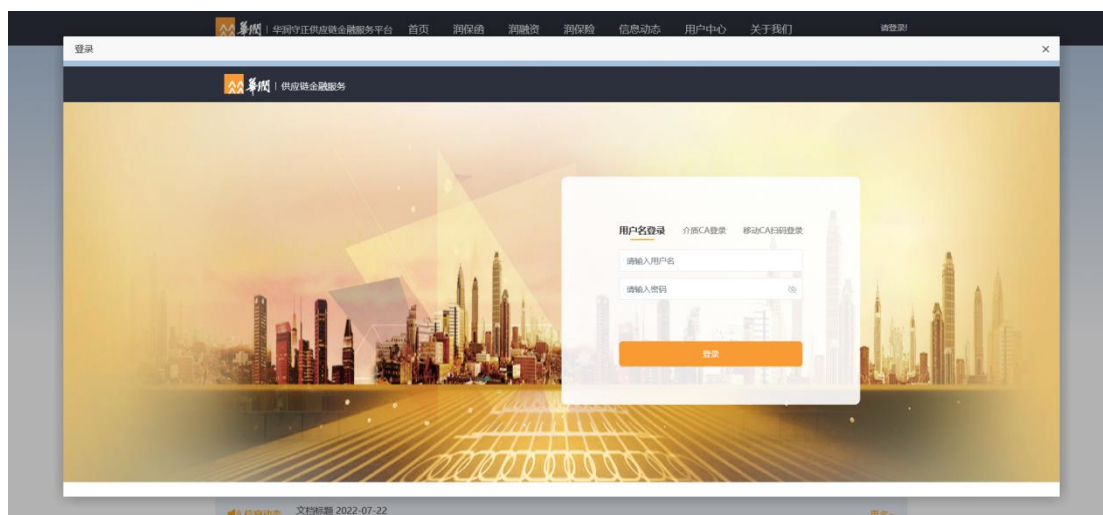 華潤 | 华润守正供应链金融服务平台 首页 润保函 润融资 润保险 信息动态 用户中心 关于我们 请登录!
登录 ×
華潤 | 供应链金融服务
用户名登录 介质CA登录 移动CA扫码登录
请输入用户名
请输入密码
登录
信息动态 文档标题 2022-07-22